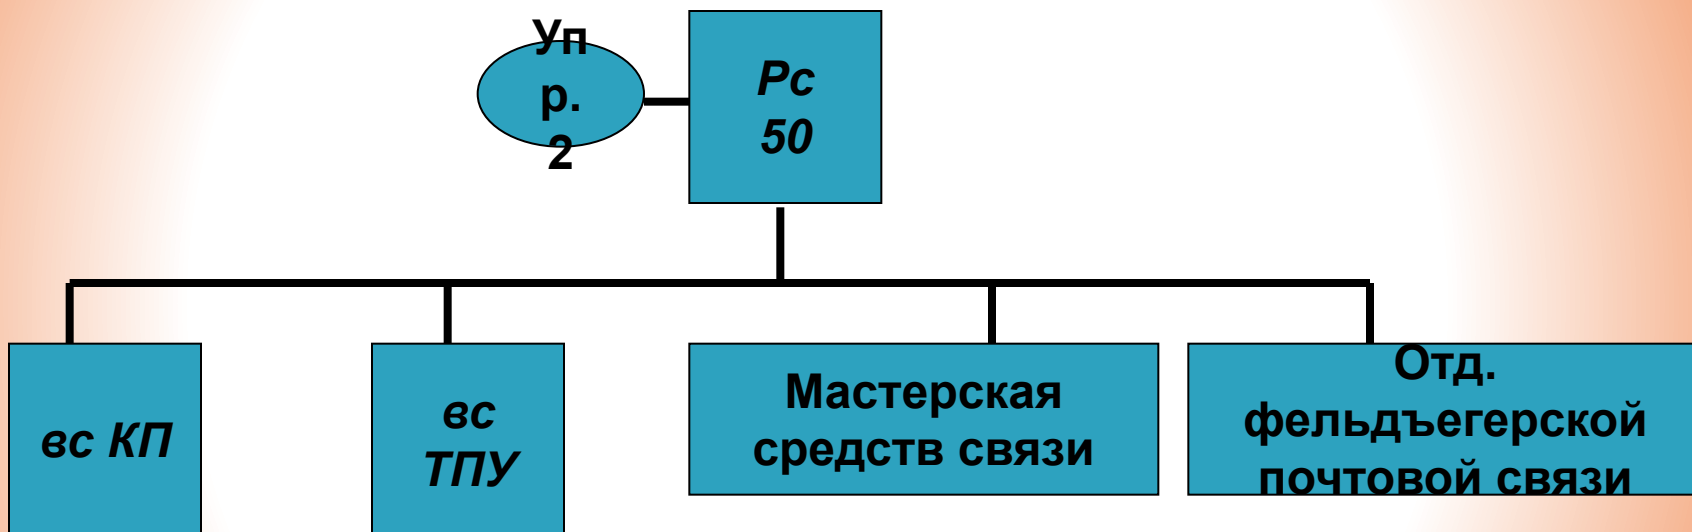 Уп
р.
2
Рс
50
вс КП
вс
ТПУ
Мастерская
средств связи
Отд.
фельдъегерской
почтовой связи